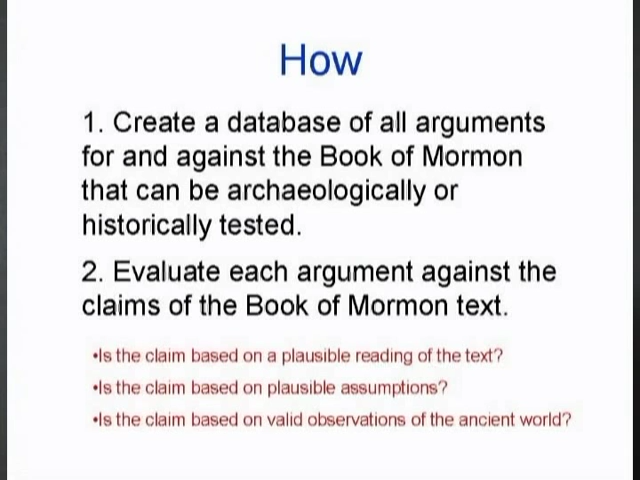 How
1. Create a database of all arguments
for and against the Book of Mormon
that can be archaeologically or
historically tested.
2. Evaluate each argument against the
claims of the Book of Mormon text.
•Is the claim based on a plausible reading of the text?
•Is the claim based on plausible assumptions?
•Is the claim based on valid observations of the ancient world?